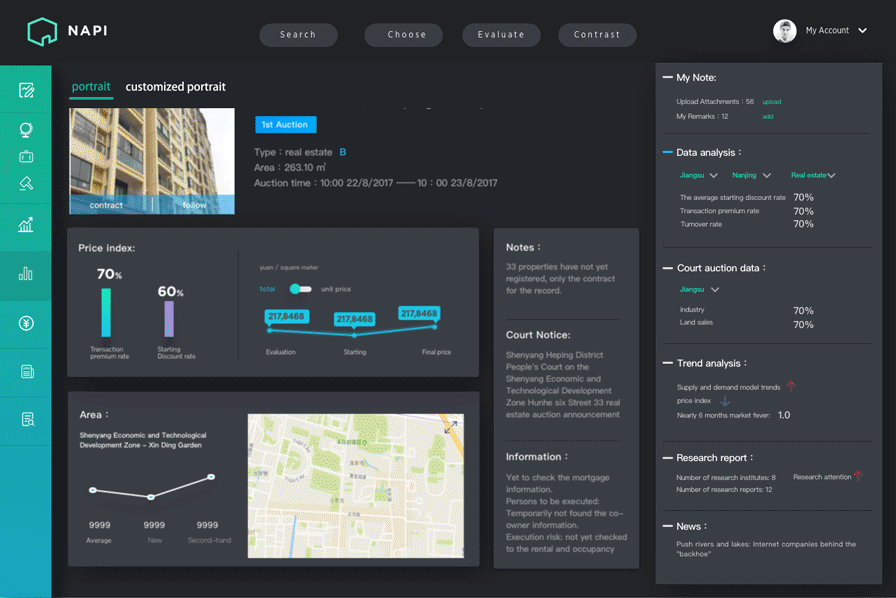 NAPI
Search
Choose
Evaluate
Contrast
My Account
portrait
customized portrait
contract
follow
1st Auction
Type : real estate B
Area : 263.10 ㎡
Auction time : 10:00 22/8/2017 ——10 : 00 23/8/2017
Price index:
70%
60%
Transaction
premium rate
Starting
Discount rate
yuan / square meter
total
unit price
217,8468
217,8468
217,8468
Evaluation
Starting
Final price
Area :
Shenyang Economic and Technological
Development Zone - Xin Ding Garden
9999
9999
9999
Average
New
Second-hand
Notes :
33 properties have not yet
registered, only the contract
for the record.
Court Notice:
Shenyang Heping District
People's Court on the
Shenyang Economic and
Technological Development
Zone Hunhe six Street 33 real
estate auction announcement
Information :
Yet to check the mortgage
information.
Persons to be executed:
Temporarily not found the co-
owner information.
Execution risk: not yet checked
to the rental and occupancy
My Note:
Upload Attachments : 56 upload
My Remarks : 12 add
Data analysis :
Jiangsu
Nanjing
Real estate
The average starting discount rate 70%
Transaction premium rate 70%
Turnover rate 70%
Court auction data :
Jiangsu
industry 70%
Land sales 70%
Trend analysis :
Supply and demand model trends
price index
Nearly 6 months market fever: 1.0
Research report :
Number of research institutes: 8
Research attention
Number of research reports: 12
News :
Push rivers and lakes: Internet companies behind the
"backhoe"